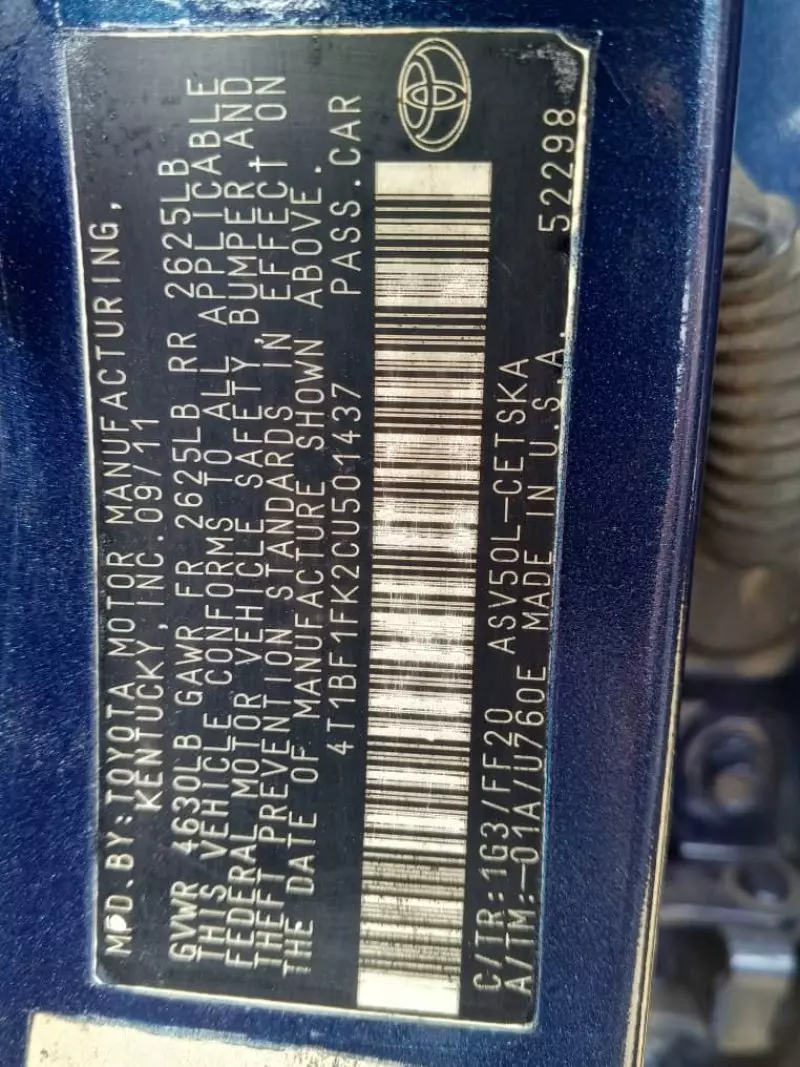 MFD.BY:TOYOTA MOTOR MANUFACTURING,
KENTUCKY,INC.09/11
GVWR 4630LB GAWR FR 2625LB RR 2625LB
THIS VEHICLE CONFORMS TO ALL APPLICABLE
FEDERAL MOTOR VEHICLE SAFETY, BUMPER, AND
THEFT PREVENTION STANDARDS IN EFFECT ON
THE DATE OF MANUFACTURE SHOWN ABOVE.
4T1BF1FK2CU501437 PASS.CAR
C/TR:1G3/FF20 ASV50L-CETSKA
A/TM:-01A/U760E MADE IN U.S.A. 52298